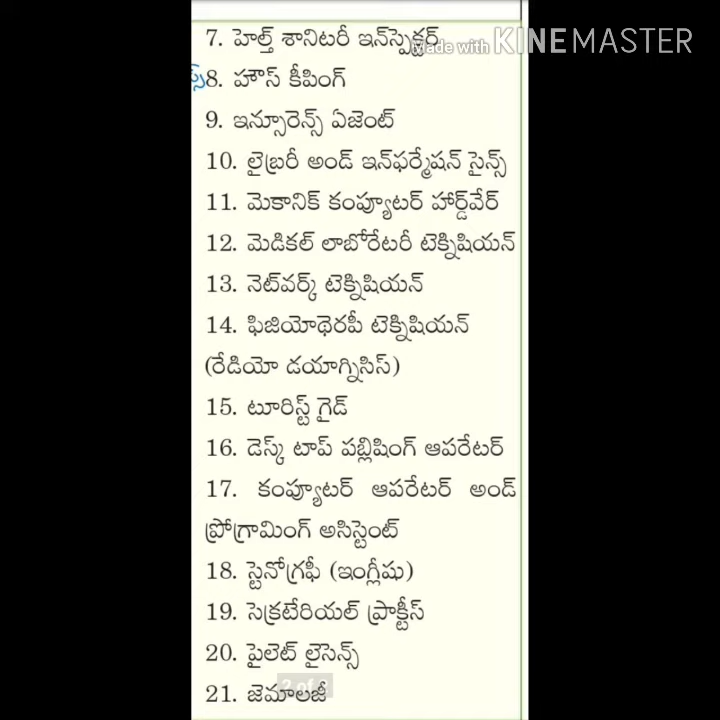 7. హెల్త్ శానిటరీ ఇన్‌స్పెక్టర్
Made with KINEMASTER
8. హౌస్ కీపింగ్
9. ఇన్సూరెన్స్ ఏజెంట్
10. లైబ్రరీ అండ్ ఇన్‌ఫర్మేషన్ సైన్స్
11. మెకానిక్ కంప్యూటర్ హార్డ్‌వేర్
12. మెడికల్ లాబోరేటరీ టెక్నిషియన్
13. నెట్‌వర్క్ టెక్నిషియన్
14. ఫిజియోథెరపీ టెక్నిషియన్
(రేడియో డయాగ్నిసిస్)
15. టూరిస్ట్ గైడ్
16. డెస్క్ టాప్ పబ్లిషింగ్ ఆపరేటర్
17. కంప్యూటర్ ఆపరేటర్ అండ్
ప్రోగ్రామింగ్ అసిస్టెంట్
18. స్టెనోగ్రఫీ (ఇంగ్లీషు)
19. సెక్రటేరియల్ ప్రాక్టీస్
20. పైలెట్ లైసెన్స్
21. జెమాలజీ